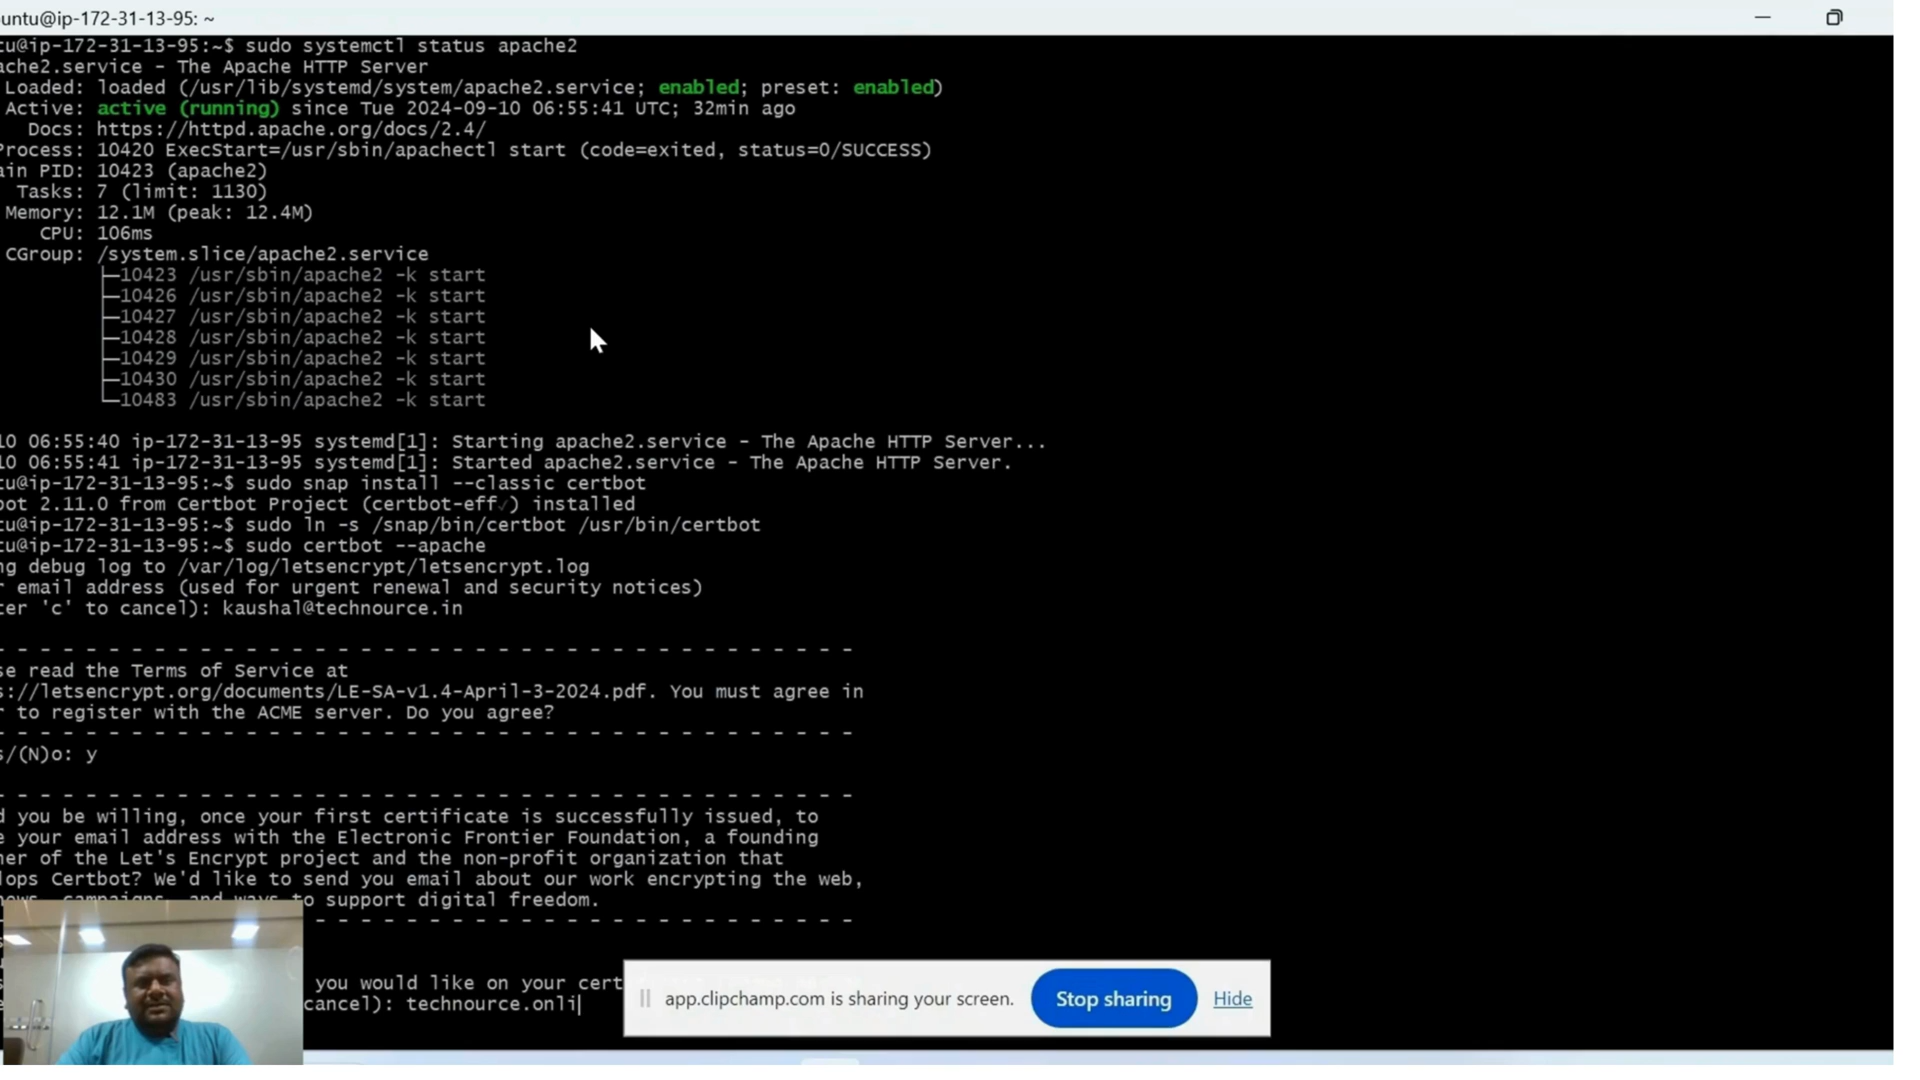 untu@ip-172-31-13-95: ~
tu@ip-172-31-13-95:~$ sudo systemctl status apache2
ache2.service - The Apache HTTP Server
Loaded: loaded (/usr/lib/systemd/system/apache2.service; enabled; preset: enabled)
Active: active (running) since Tue 2024-09-10 06:55:41 UTC; 32min ago
Docs: https://httpd.apache.org/docs/2.4/
Process: 10420 ExecStart=/usr/sbin/apachectl start (code=exited, status=0/SUCCESS)
ain PID: 10423 (apache2)
Tasks: 7 (limit: 1130)
Memory: 12.1M (peak: 12.4M)
CPU: 106ms
CGroup: /system.slice/apache2.service
├─10423 /usr/sbin/apache2 -k start
├─10426 /usr/sbin/apache2 -k start
├─10427 /usr/sbin/apache2 -k start
├─10428 /usr/sbin/apache2 -k start
├─10429 /usr/sbin/apache2 -k start
├─10430 /usr/sbin/apache2 -k start
└─10483 /usr/sbin/apache2 -k start
10 06:55:40 ip-172-31-13-95 systemd[1]: Starting apache2.service - The Apache HTTP Server...
10 06:55:41 ip-172-31-13-95 systemd[1]: Started apache2.service - The Apache HTTP Server.
tu@ip-172-31-13-95:~$ sudo snap install --classic certbot
bot 2.11.0 from Certbot Project (certbot-eff✓) installed
tu@ip-172-31-13-95:~$ sudo ln -s /snap/bin/certbot /usr/bin/certbot
tu@ip-172-31-13-95:~$ sudo certbot --apache
ng debug log to /var/log/letsencrypt/letsencrypt.log
r email address (used for urgent renewal and security notices)
ter 'c' to cancel): kaushal@technource.in
- - - - - - - - - - - - - - - - - - - - - - - - - - - - - - - - - - - - - -
se read the Terms of Service at
s://letsencrypt.org/documents/LE-SA-v1.4-April-3-2024.pdf. You must agree in
r to register with the ACME server. Do you agree?
- - - - - - - - - - - - - - - - - - - - - - - - - - - - - - - - - - - - - -
s/(N)o: y
- - - - - - - - - - - - - - - - - - - - - - - - - - - - - - - - - - - - - -
d you be willing, once your first certificate is successfully issued, to
e your email address with the Electronic Frontier Foundation, a founding
ner of the Let's Encrypt project and the non-profit organization that
lops Certbot? We'd like to send you email about our work encrypting the web,
news, campaigns, and ways to support digital freedom.
- - - - - - - - - - - - - - - - - - - - - - - -
you would like on your cert
cancel): technource.onli
app.clipchamp.com is sharing your screen.
Stop sharing
Hide